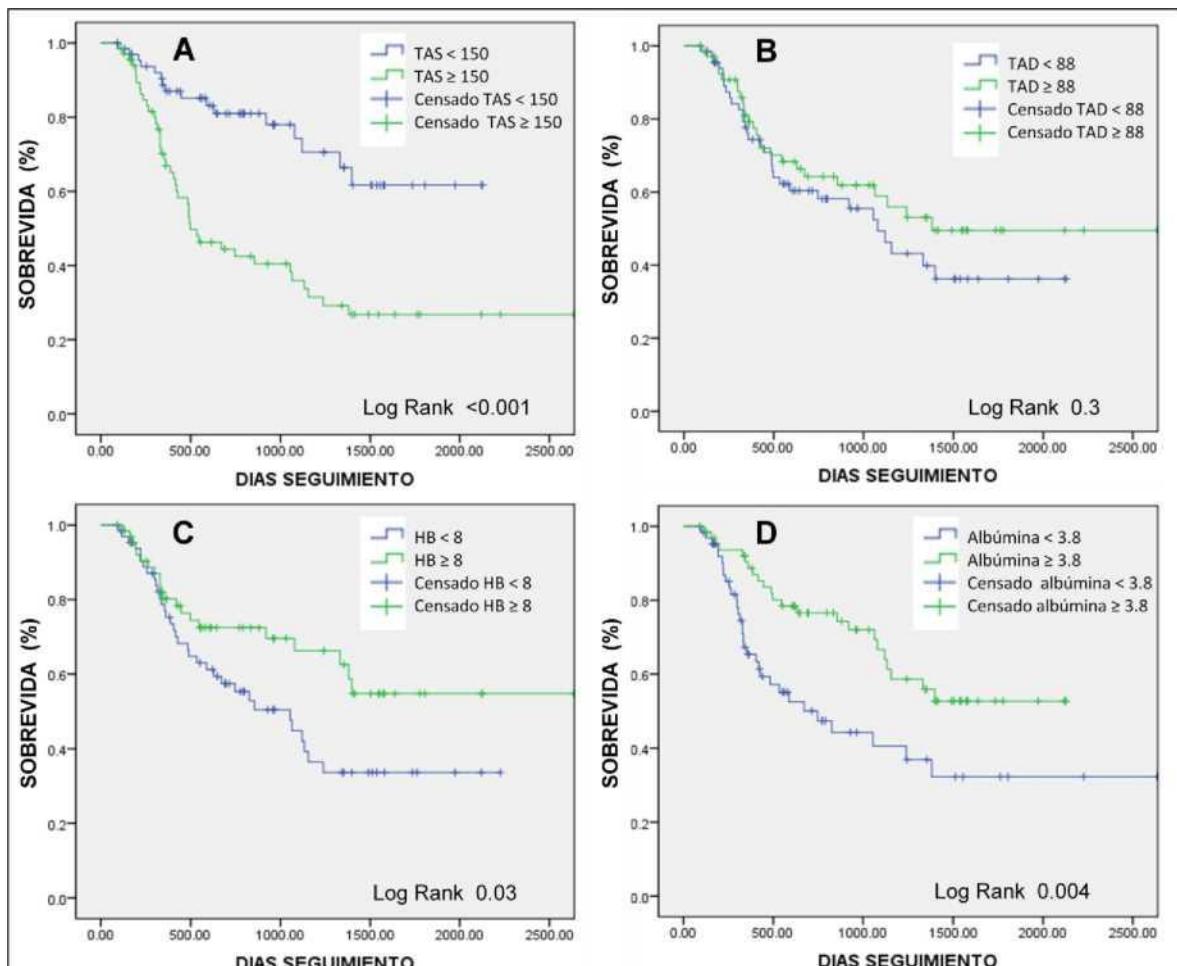 A
TAS < 150
TAS ≥ 150
Censado TAS < 150
Censado TAS ≥ 150
SOBREVIDA (%)
1.0
0.8
0.6
0.4
0.2
0.0
Log Rank <0.001
0.00 500.00 1000.00 1500.00 2000.00 2500.00
DIAS SEGUIMIENTO
B
TAD < 88
TAD ≥ 88
Censado TAD < 88
Censado TAD ≥ 88
SOBREVIDA (%)
1.0
0.8
0.6
0.4
0.2
0.0
Log Rank 0.3
0.00 500.00 1000.00 1500.00 2000.00 2500.00
DIAS SEGUIMIENTO
C
HB < 8
HB ≥ 8
Censado HB < 8
Censado HB ≥ 8
SOBREVIDA (%)
1.0
0.8
0.6
0.4
0.2
0.0
Log Rank 0.03
0.00 500.00 1000.00 1500.00 2000.00 2500.00
DIAS SEGUIMIENTO
D
Albúmina < 3.8
Albúmina ≥ 3.8
Censado albúmina < 3.8
Censado albúmina ≥ 3.8
SOBREVIDA (%)
1.0
0.8
0.6
0.4
0.2
0.0
Log Rank 0.004
0.00 500.00 1000.00 1500.00 2000.00 2500.00
DIAS SEGUIMIENTO